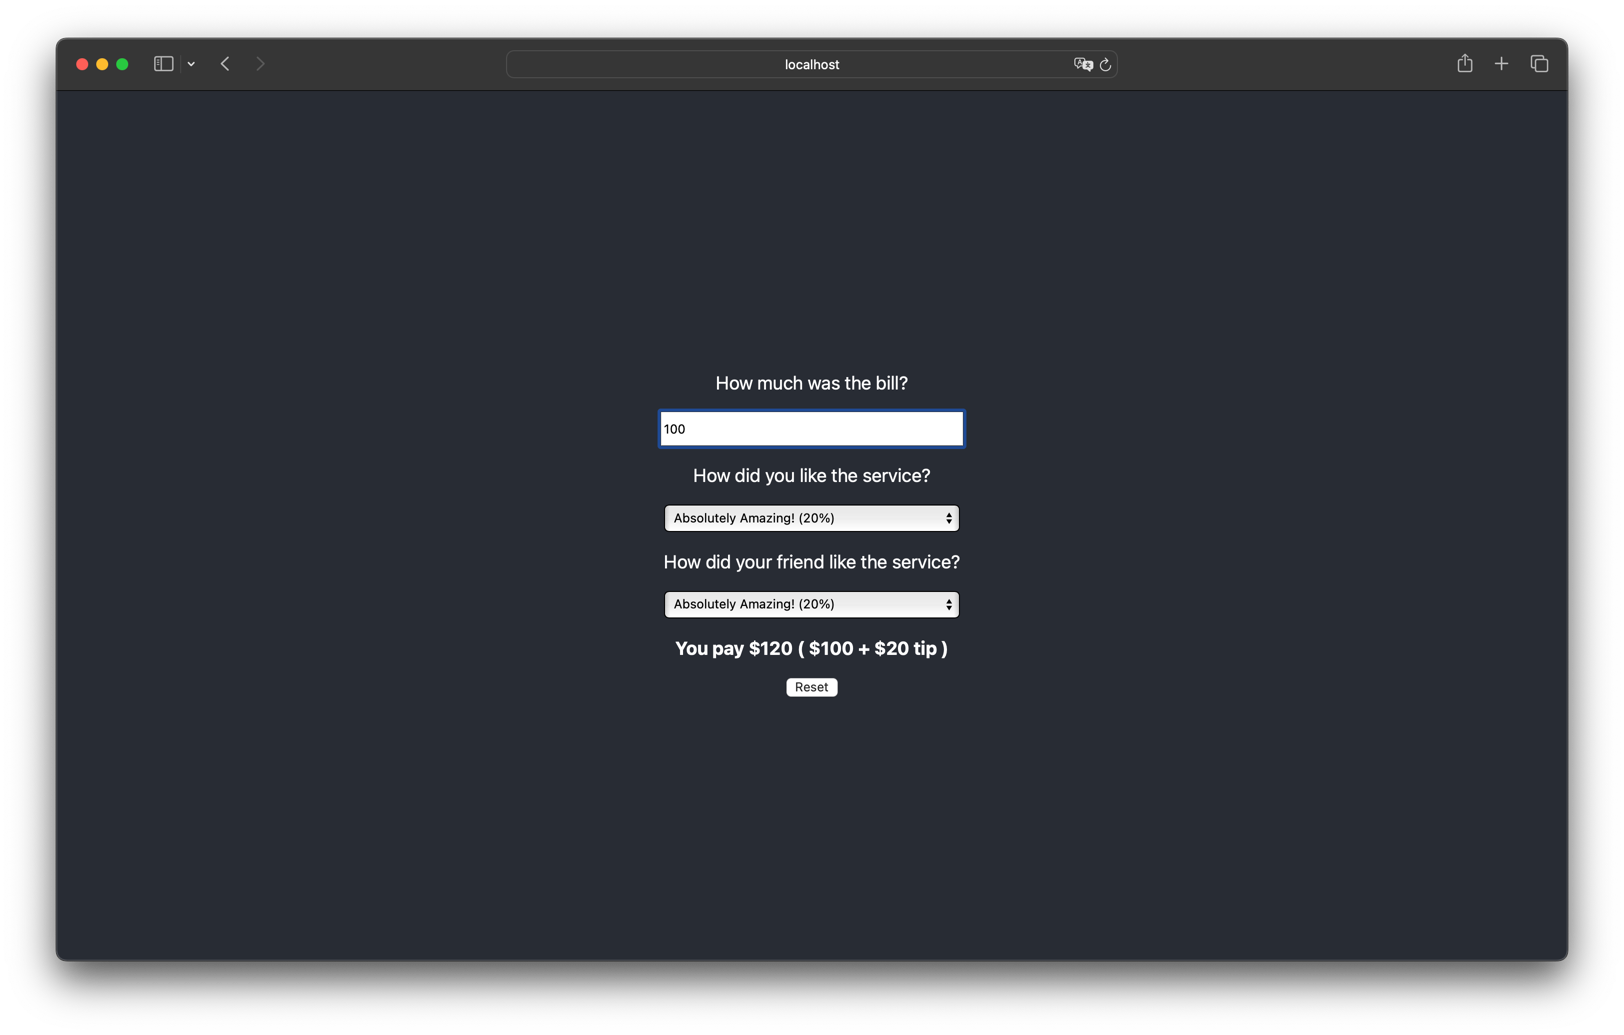 localhost
How much was the bill?
100
How did you like the service?
Absolutely Amazing! (20%)
How did your friend like the service?
Absolutely Amazing! (20%)
You pay $120 ( $100 + $20 tip )
Reset